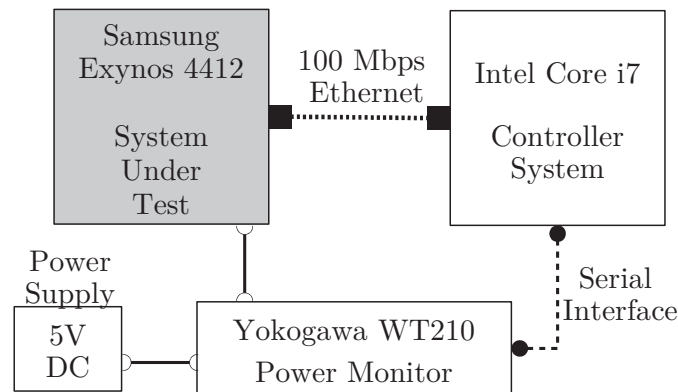 Samsung
Exynos 4412
System
Under
Test
100 Mbps
Ethernet
Intel Core i7
Controller
System
Power
Supply
5V
DC
Yokogawa WT210
Power Monitor
Serial
Interface